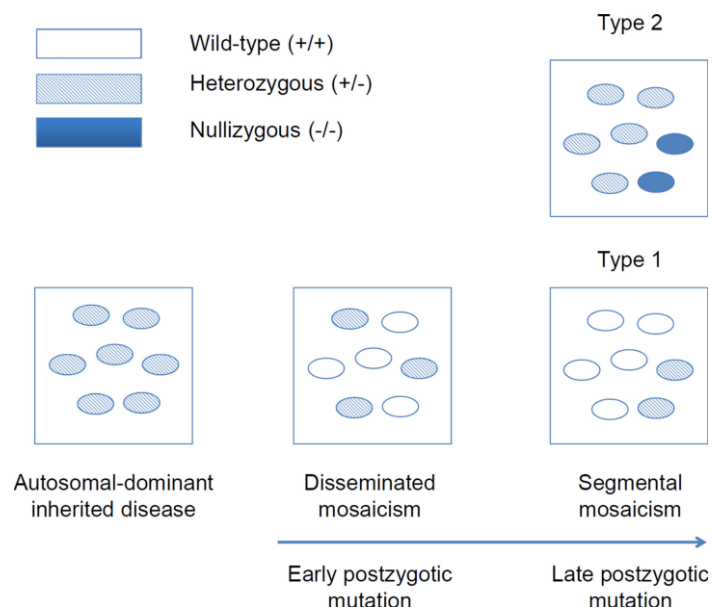 Type 2
Wild-type (+/+)
Heterozygous (+/-)
Nullizygous (-/-)
Type 1
Autosomal-dominant
inherited disease
Disseminated
mosaicism
Segmental
mosaicism
Early postzygotic
mutation
Late postzygotic
mutation